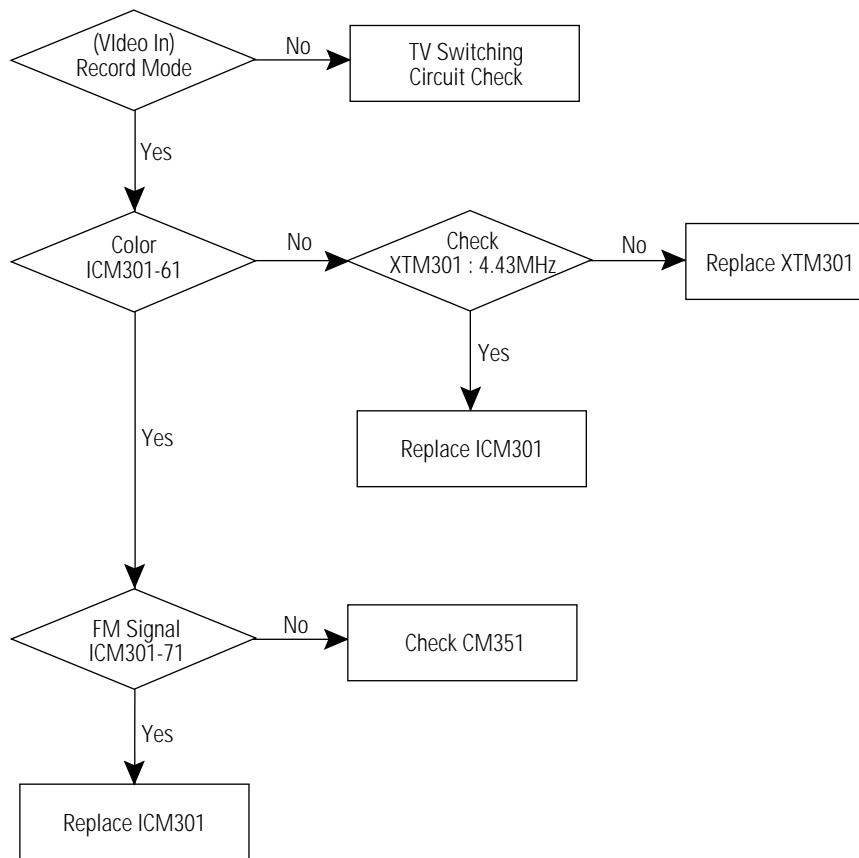 (VIdeo In)
Record Mode
No
TV Switching
Circuit Check
Yes
Color
ICM301-61
No
Check
XTM301 : 4.43MHz
No
Replace XTM301
Yes
Replace ICM301
Yes
FM Signal
ICM301-71
No
Check CM351
Yes
Replace ICM301